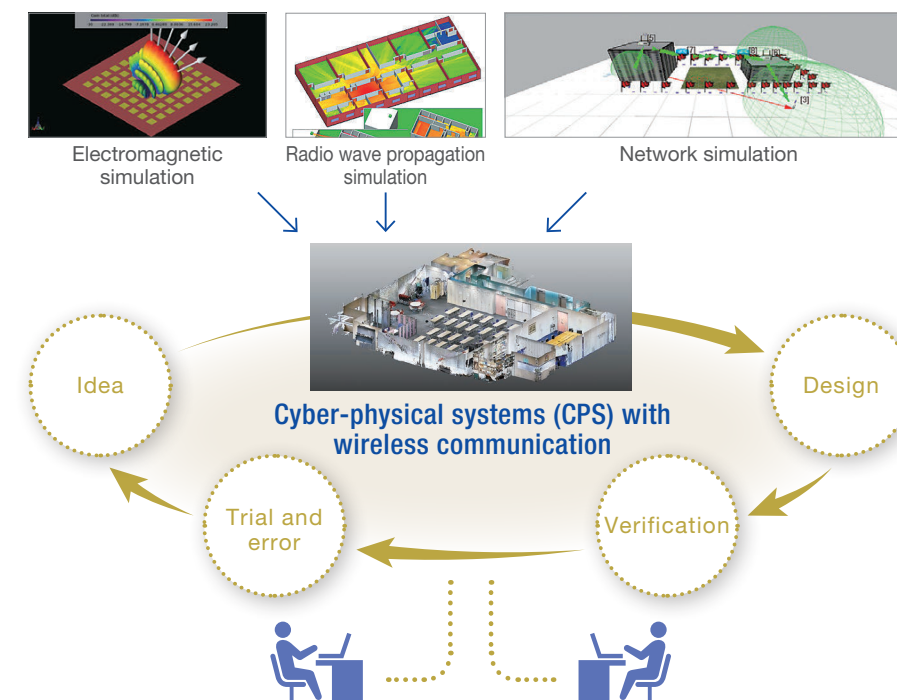 Electromagnetic
simulation
Radio wave propagation
simulation
Network simulation
Cyber-physical systems (CPS) with
wireless communication
Idea
Design
Trial and
error
Verification
[3]